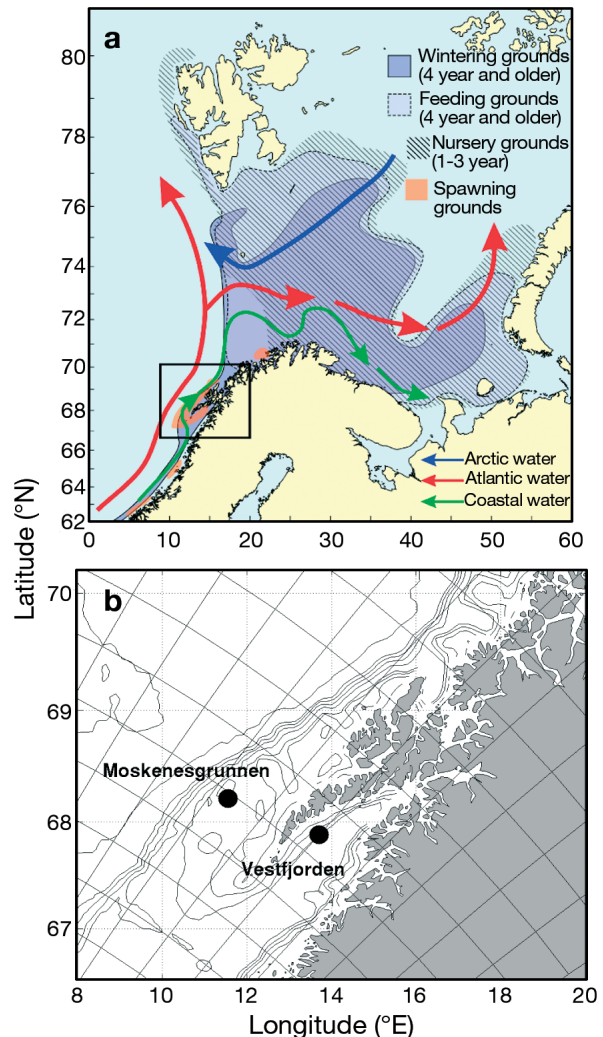 a
Wintering grounds
(4 year and older)
Feeding grounds
(4 year and older)
Nursery grounds
(1-3 year)
Spawning
grounds
Arctic water
Atlantic water
Coastal water
80
78
76
74
72
70
68
66
64
62
0 10 20 30 40 50 60
Latitude (°N)
b
Moskenesgrunnen
Vestfjorden
70
69
68
67
8 10 12 14 16 18 20
Longitude (°E)